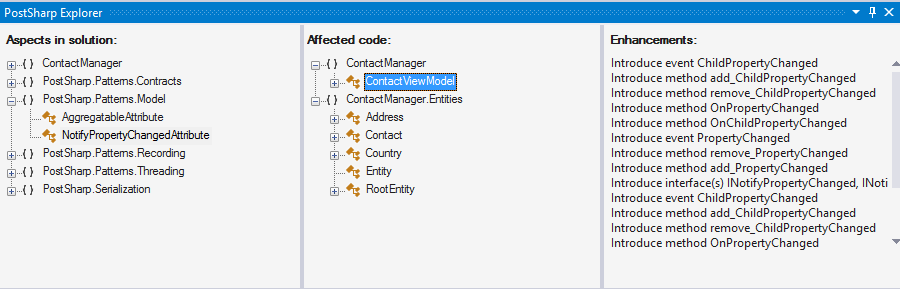 PostSharp Explorer
Aspects in solution:
{ } ContactManager
{ } PostSharp.Patterns.Contracts
{ } PostSharp.Patterns.Model
AggregatableAttribute
NotifyPropertyChangedAttribute
{ } PostSharp.Patterns.Recording
{ } PostSharp.Patterns.Threading
{ } PostSharp.Serialization
Affected code:
{ } ContactManager
ContactViewModel
{ } ContactManager.Entities
Address
Contact
Country
Entity
RootEntity
Enhancements:
Introduce event ChildPropertyChanged
Introduce method add_ChildPropertyChanged
Introduce method remove_ChildPropertyChanged
Introduce method OnPropertyChanged
Introduce method OnChildPropertyChanged
Introduce event PropertyChanged
Introduce method remove_PropertyChanged
Introduce method add_PropertyChanged
Introduce interface(s) INotifyPropertyChanged, INoti
Introduce event ChildPropertyChanged
Introduce method add_ChildPropertyChanged
Introduce method remove_ChildPropertyChanged
Introduce method OnPropertyChanged